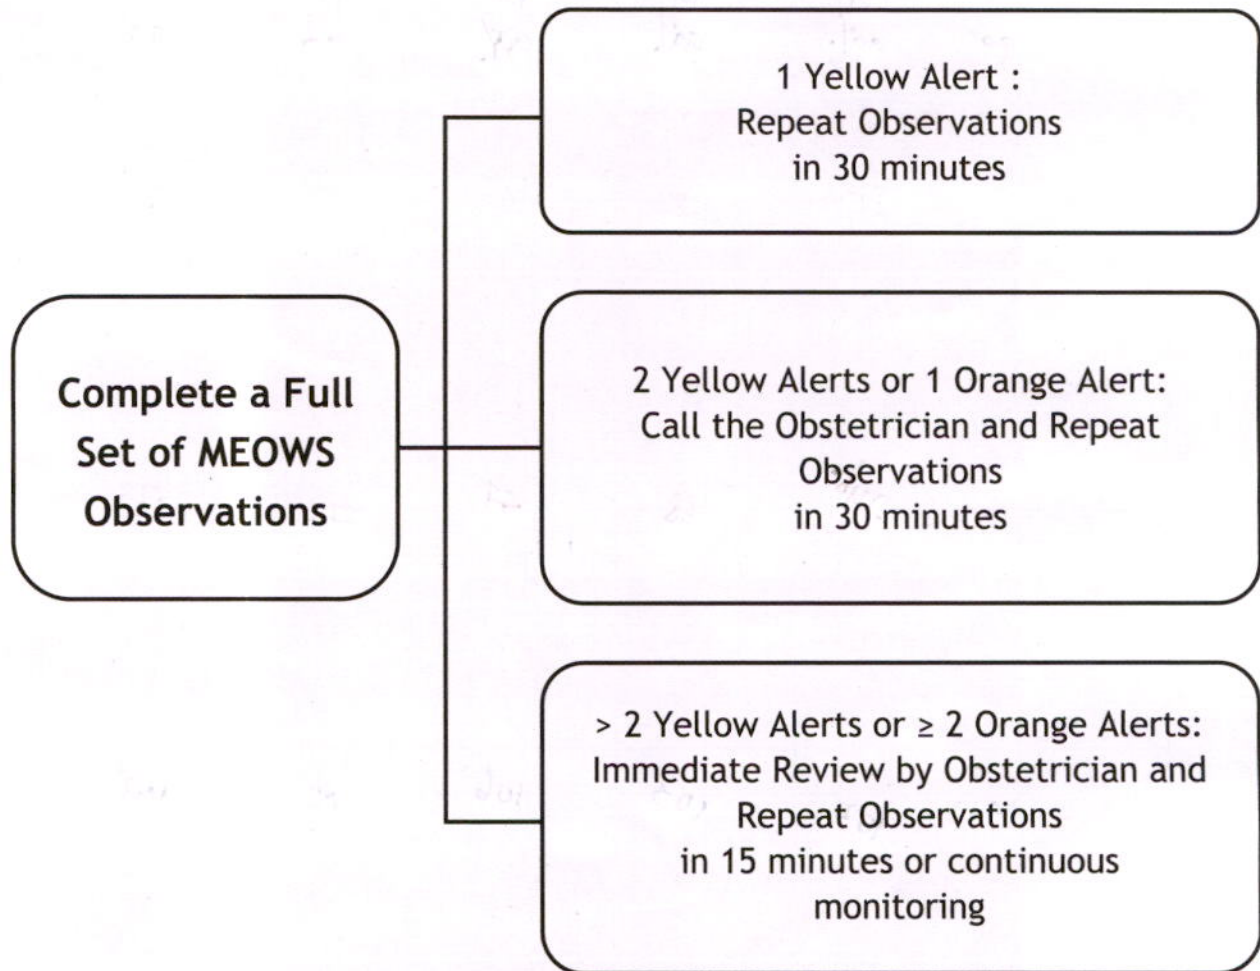 1 Yellow Alert :
Repeat Observations
in 30 minutes
Complete a Full
Set of MEOWS
Observations
2 Yellow Alerts or 1 Orange Alert:
Call the Obstetrician and Repeat
Observations
in 30 minutes
> 2 Yellow Alerts or ≥ 2 Orange Alerts:
Immediate Review by Obstetrician and
Repeat Observations
in 15 minutes or continuous
monitoring